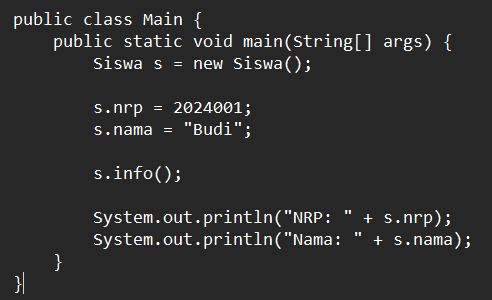 public class Main {
    public static void main(String[] args) {
        Siswa s = new Siswa();

        s.nrp = 2024001;
        s.nama = "Budi";

        s.info();

        System.out.println("NRP: " + s.nrp);
        System.out.println("Nama: " + s.nama);
    }
}